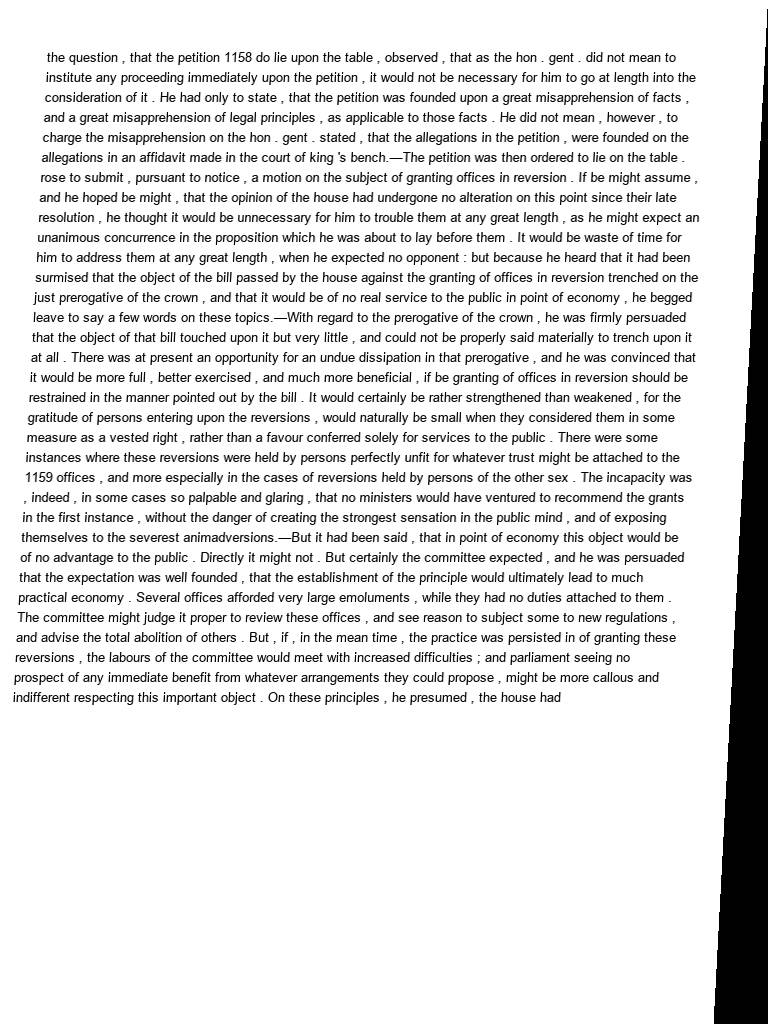 the question , that the petition 1158 do lie upon the table , observed , that as the hon . gent . did not mean to
institute any proceeding immediately upon the petition , it would not be necessary for him to go at length into the
consideration of it . He had only to state , that the petition was founded upon a great misapprehension of facts ,
and a great misapprehension of legal principles , as applicable to those facts . He did not mean , however , to
charge the misapprehension on the hon . gent . stated , that the allegations in the petition , were founded on the
allegations in an affidavit made in the court of king 's bench.—The petition was then ordered to lie on the table .
rose to submit , pursuant to notice , a motion on the subject of granting offices in reversion . If be might assume ,
and he hoped be might , that the opinion of the house had undergone no alteration on this point since their late
resolution , he thought it would be unnecessary for him to trouble them at any great length , as he might expect an
unanimous concurrence in the proposition which he was about to lay before them . It would be waste of time for
him to address them at any great length , when he expected no opponent : but because he heard that it had been
surmised that the object of the bill passed by the house against the granting of offices in reversion trenched on the
just prerogative of the crown , and that it would be of no real service to the public in point of economy , he begged
leave to say a few words on these topics.—With regard to the prerogative of the crown , he was firmly persuaded
that the object of that bill touched upon it but very little , and could not be properly said materially to trench upon it
at all . There was at present an opportunity for an undue dissipation in that prerogative , and he was convinced that
it would be more full , better exercised , and much more beneficial , if be granting of offices in reversion should be
restrained in the manner pointed out by the bill . It would certainly be rather strengthened than weakened , for the
gratitude of persons entering upon the reversions , would naturally be small when they considered them in some
measure as a vested right , rather than a favour conferred solely for services to the public . There were some
instances where these reversions were held by persons perfectly unfit for whatever trust might be attached to the
1159 offices , and more especially in the cases of reversions held by persons of the other sex . The incapacity was
, indeed , in some cases so palpable and glaring , that no ministers would have ventured to recommend the grants
in the first instance , without the danger of creating the strongest sensation in the public mind , and of exposing
themselves to the severest animadversions.—But it had been said , that in point of economy this object would be
of no advantage to the public . Directly it might not . But certainly the committee expected , and he was persuaded
that the expectation was well founded , that the establishment of the principle would ultimately lead to much
practical economy . Several offices afforded very large emoluments , while they had no duties attached to them .
The committee might judge it proper to review these offices , and see reason to subject some to new regulations ,
and advise the total abolition of others . But , if , in the mean time , the practice was persisted in of granting these
reversions , the labours of the committee would meet with increased difficulties ; and parliament seeing no
prospect of any immediate benefit from whatever arrangements they could propose , might be more callous and
indifferent respecting this important object . On these principles , he presumed , the house had